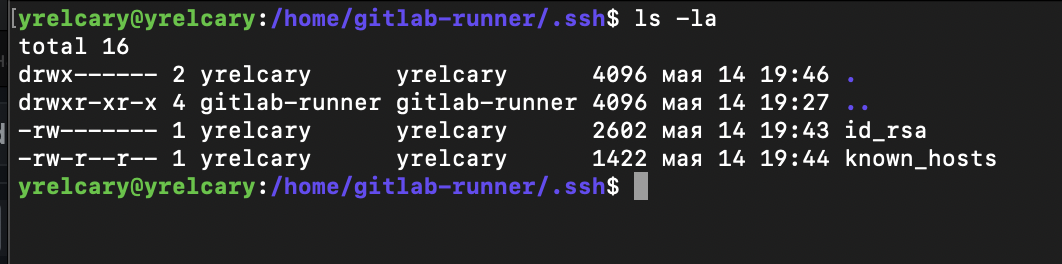 [yrelcary@yrelcary:/home/gitlab-runner/.ssh$ ls -la
total 16
drwx------ 2 yrelcary      yrelcary      4096 мая 14 19:46 .
drwxr-xr-x 4 gitlab-runner gitlab-runner 4096 мая 14 19:27 ..
-rw------- 1 yrelcary      yrelcary      2602 мая 14 19:43 id_rsa
-rw-r--r-- 1 yrelcary      yrelcary      1422 мая 14 19:44 known_hosts
yrelcary@yrelcary:/home/gitlab-runner/.ssh$